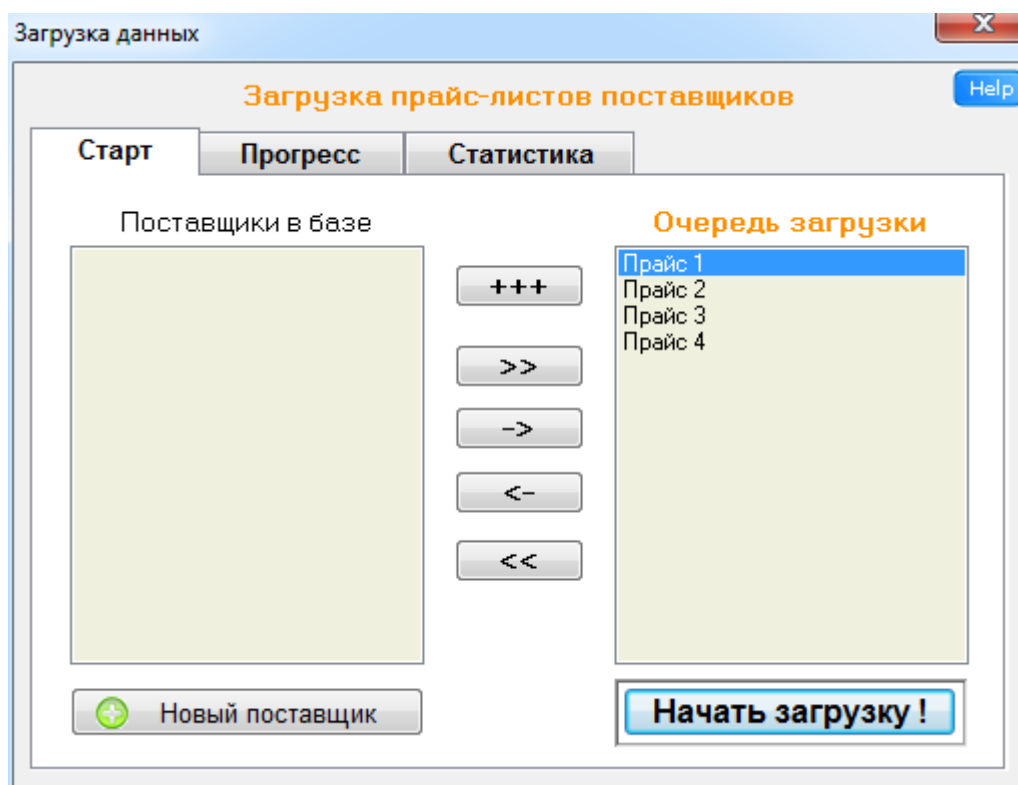 Загрузка данных
Загрузка прайс-листов поставщиков
Help
Старт
Прогресс
Статистика
Поставщики в базе
Очередь загрузки
+++
>>
->
<-
<<
Прайс 1
Прайс 2
Прайс 3
Прайс 4
Новый поставщик
Начать загрузку !